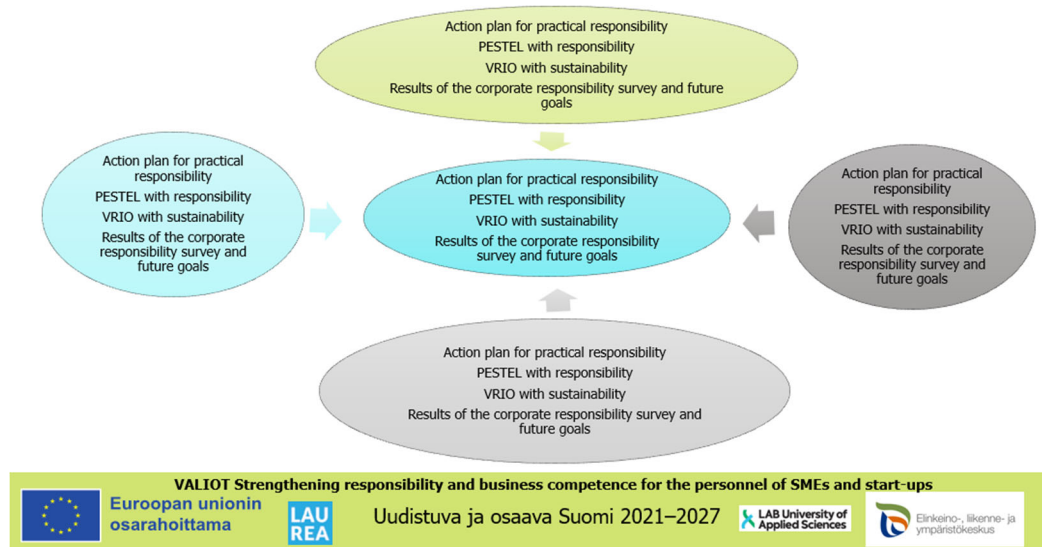 Action plan for practical responsibility
PESTEL with responsibility
VRIO with sustainability
Results of the corporate responsibility survey and future
goals
Action plan for practical
responsibility
PESTEL with responsibility
VRIO with sustainability
Results of the corporate
responsibility survey and
future goals
Action plan for practical responsibility
PESTEL with responsibility
VRIO with sustainability
Results of the corporate responsibility
survey and future goals
Action plan for practical
responsibility
PESTEL with responsibility
VRIO with sustainability
Results of the corporate
responsibility survey and
future goals
Action plan for practical responsibility
PESTEL with responsibility
VRIO with sustainability
Results of the corporate responsibility survey and
future goals
VALIOT Strengthening responsibility and business competence for the personnel of SMEs and start-ups
Euroopan unionin
osarahoittama
LAU
REA
Uudistuva ja osaava Suomi 2021–2027
LAB University of
Applied Sciences
Elinkeino-, liikenne- ja
ympäristökeskus